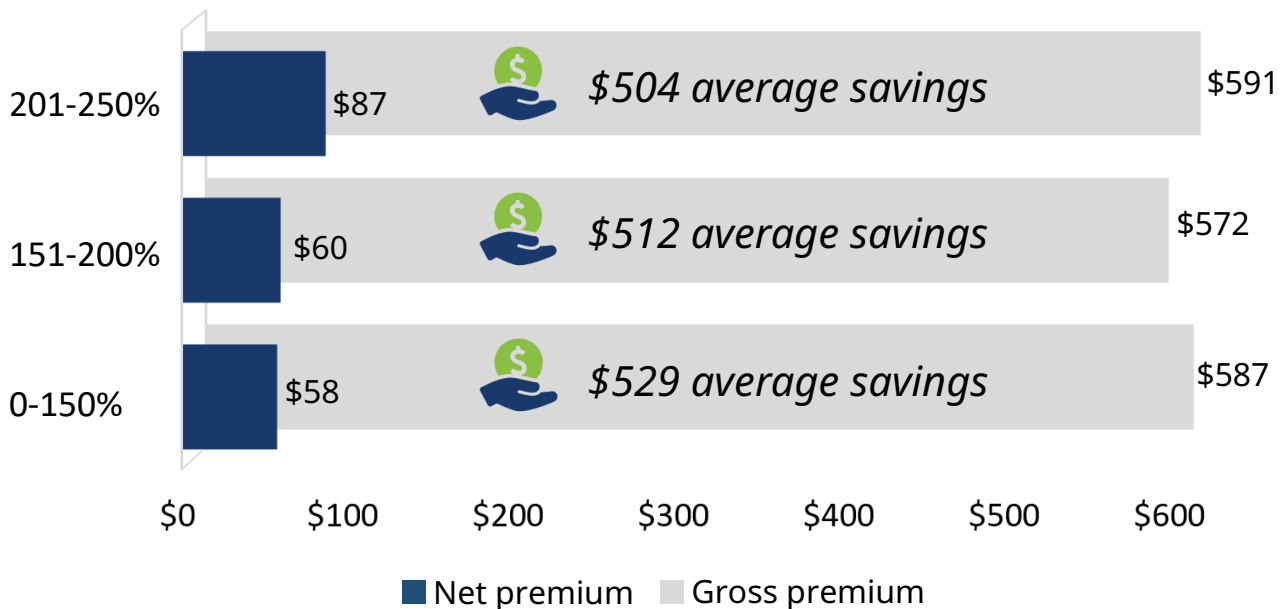 201-250%
$87
$504 average savings
$591
151-200%
$60
$512 average savings
$572
0-150%
$58
$529 average savings
$587
$0 $100 $200 $300 $400 $500 $600
Net premium Gross premium